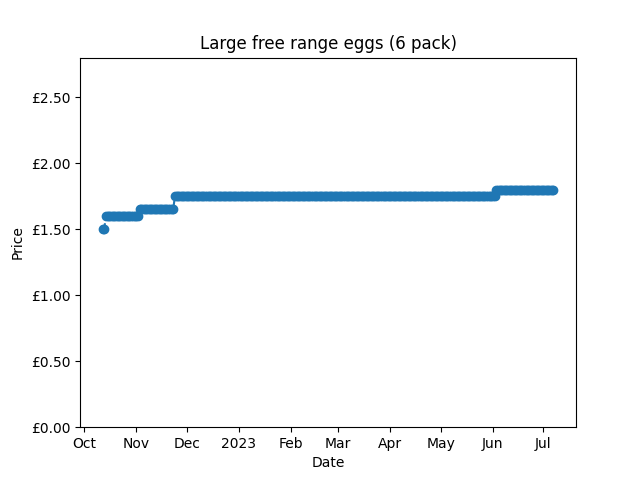 Large free range eggs (6 pack)
£2.50
£2.00
£1.50
£1.00
£0.50
£0.00
Price
Oct Nov Dec 2023 Feb Mar Apr May Jun Jul
Date